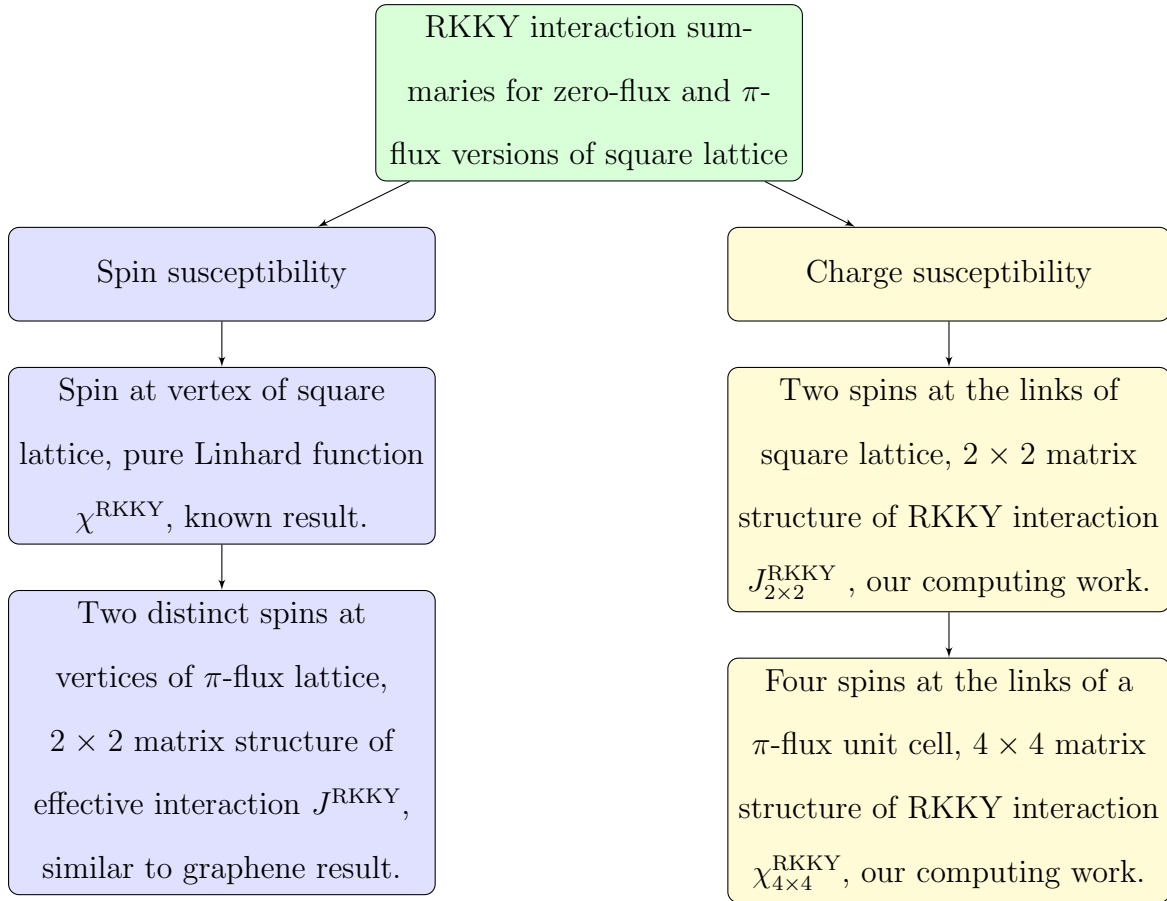 RKKY interaction sum-
maries for zero-flux and π-
flux versions of square lattice
Spin susceptibility
Spin at vertex of square
lattice, pure Linhard function
χ^RKKY, known result.
Two distinct spins at
vertices of π-flux lattice,
2 × 2 matrix structure of
effective interaction J^RKKY,
similar to graphene result.
Charge susceptibility
Two spins at the links of
square lattice, 2 × 2 matrix
structure of RKKY interaction
J^RKKY_2×2 , our computing work.
Four spins at the links of a
π-flux unit cell, 4 × 4 matrix
structure of RKKY interaction
χ^RKKY_4×4, our computing work.